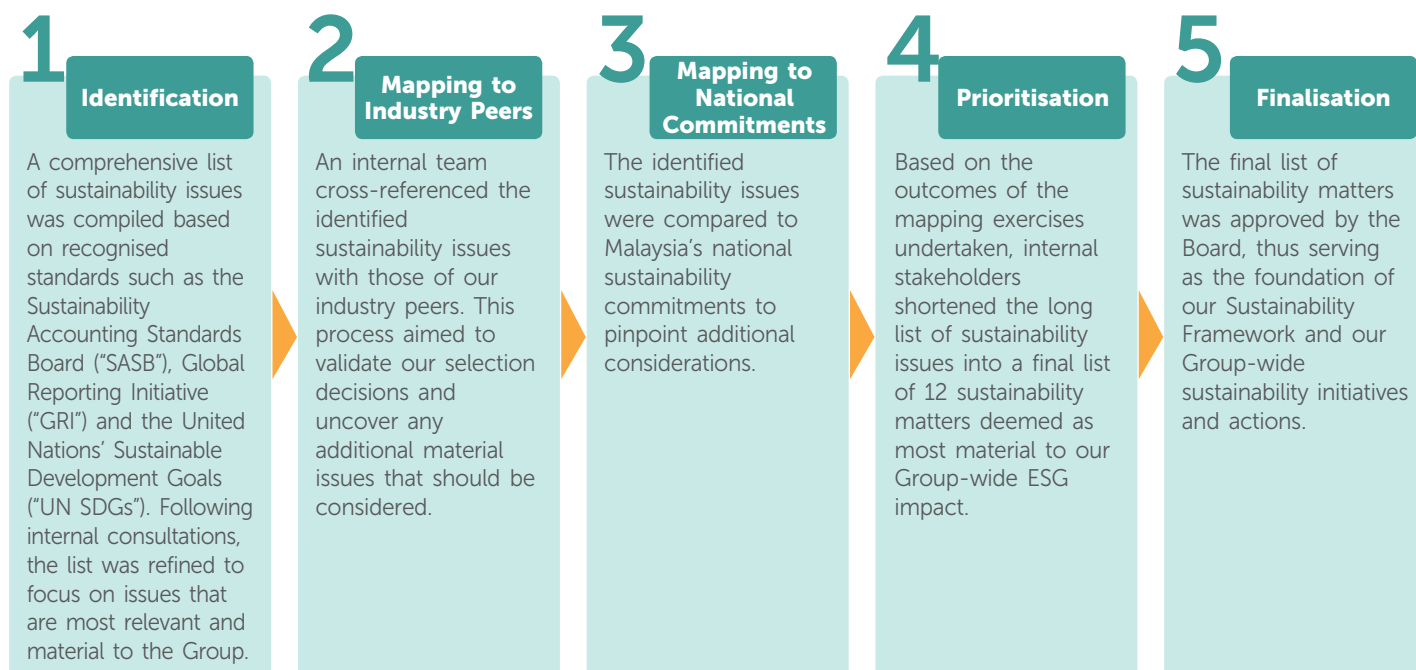 1
Identification
A comprehensive list
of sustainability issues
was compiled based
on recognised
standards such as the
Sustainability
Accounting Standards
Board (“SASB”), Global
Reporting Initiative
(“GRI”) and the United
Nations’ Sustainable
Development Goals
(“UN SDGs”). Following
internal consultations,
the list was refined to
focus on issues that
are most relevant and
material to the Group.
2
Mapping to
Industry Peers
An internal team
cross-referenced the
identified
sustainability issues
with those of our
industry peers. This
process aimed to
validate our selection
decisions and
uncover any
additional material
issues that should be
considered.
3
Mapping to
National
Commitments
The identified
sustainability issues
were compared to
Malaysia’s national
sustainability
commitments to
pinpoint additional
considerations.
4
Prioritisation
Based on the
outcomes of the
mapping exercises
undertaken, internal
stakeholders
shortened the long
list of sustainability
issues into a final list
of 12 sustainability
matters deemed as
most material to our
Group-wide ESG
impact.
5
Finalisation
The final list of
sustainability matters
was approved by the
Board, thus serving
as the foundation of
our Sustainability
Framework and our
Group-wide
sustainability initiatives
and actions.